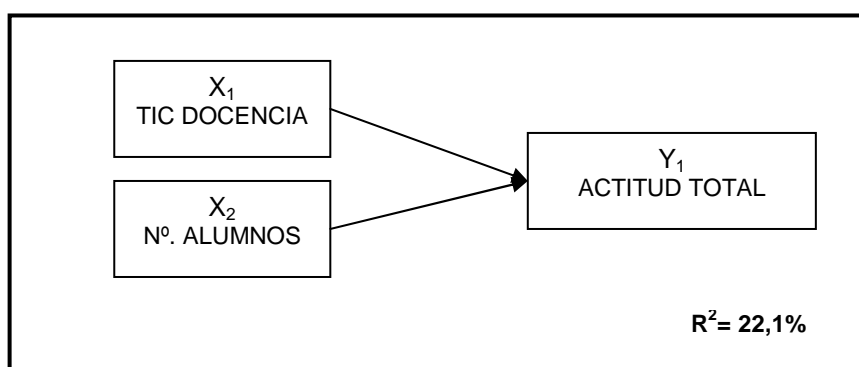 X₁
TIC DOCENCIA
X₂
Nº. ALUMNOS
Y₁
ACTITUD TOTAL
R²= 22,1%